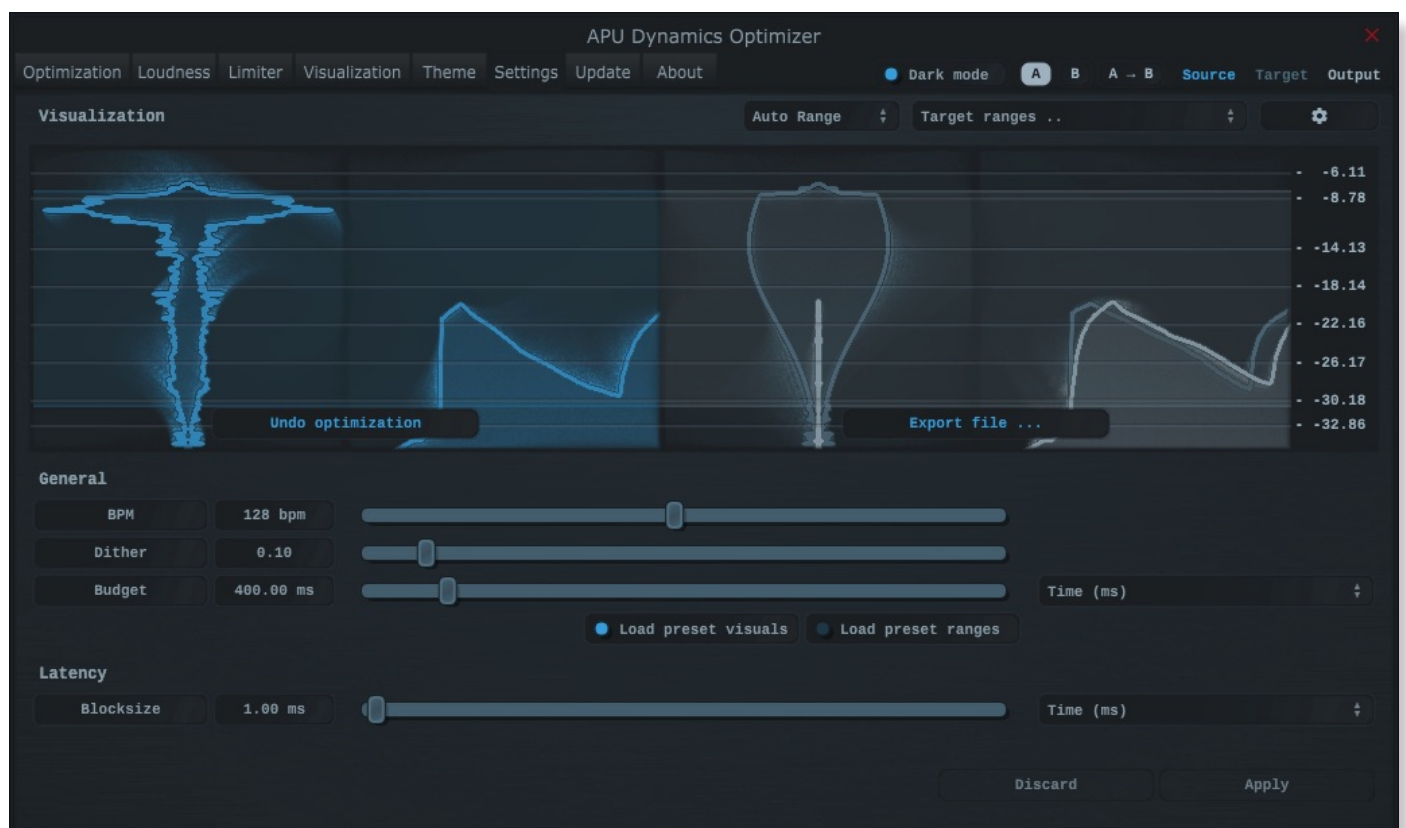 APU Dynamics Optimizer
Optimization Loudness Limiter Visualization Theme Settings Update About Dark mode A B A → B Source Target Output
Visualization Auto Range Target ranges ..
- -6.11
- -8.78
- -14.13
- -18.14
- -22.16
- -26.17
- -30.18
Undo optimization Export file ... - -32.86
General
BPM 128 bpm
Dither 0.10
Budget 400.00 ms Time (ms)
Load preset visuals Load preset ranges
Latency
Blocksize 1.00 ms Time (ms)
Discard Apply